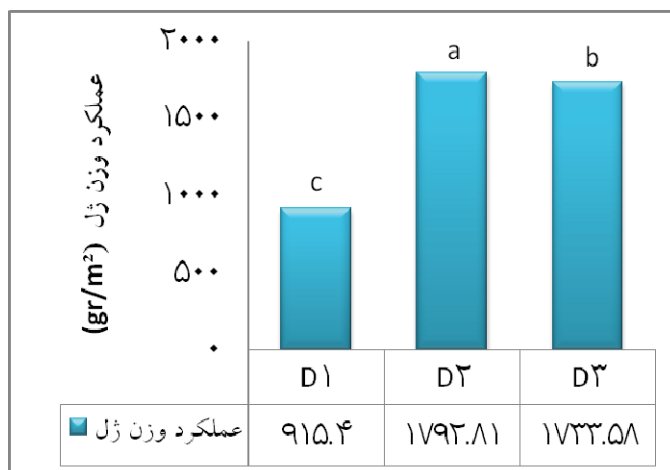 عملکرد وزن ژل (gr/m²)
۲۰۰۰
۱۵۰۰
۱۰۰۰
۵۰۰
۰
c
a
b
D۱ D۲ D۳
عملکرد وزن ژل ۹۱۵.۴ ۱۷۹۲.۸۱ ۱۷۳۳.۵۸